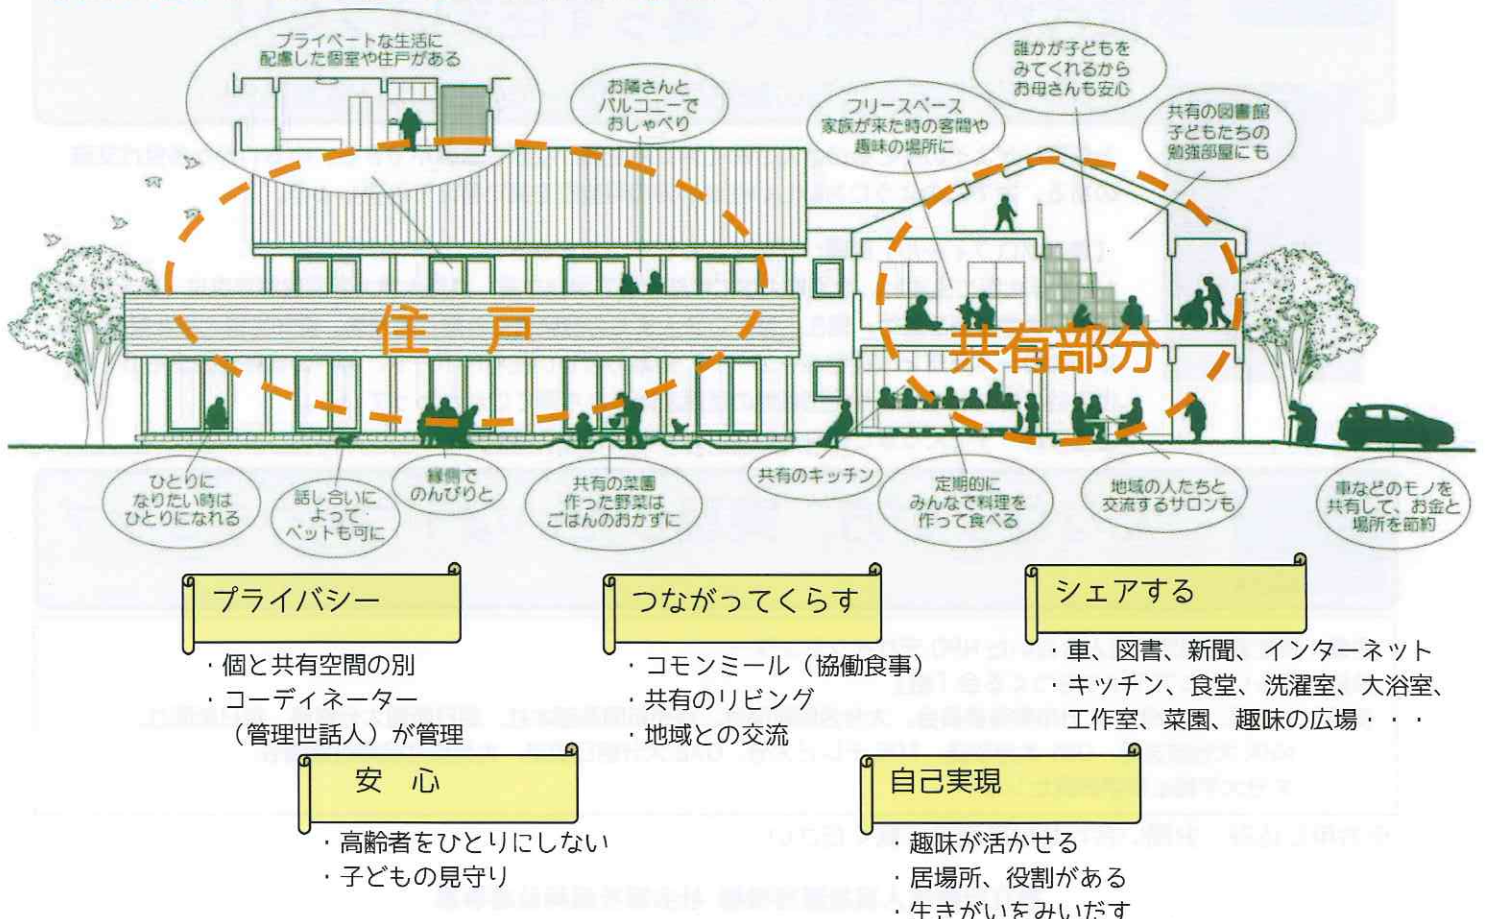 プライベートな生活に
配慮した個室や住戸がある
お隣さんと
バルコニーで
おしゃべり
フリースペース
家族が来た時の客間や
趣味の場所に
誰かが子どもを
みてくれるから
お母さんも安心
共有の図書館
子どもたちの
勉強部屋にも
住 戸
共有部分
ひとりに
なりたい時は
ひとりになれる
話し合いに
よって・
ペットも可に
縁側で
のんびりと
共有の菜園
作った野菜は
ごはんのおかずに
共有のキッチン
定期的に
みんなで料理を
作って食べる
地域の人たちと
交流するサロンも
車などのモノを
共有して、お金と
場所を節約
プライバシー
・個と共有空間の別
・コーディネーター
（管理世話人）が管理
つながってくらす
・コモンミール（協働食事）
・共有のリビング
・地域との交流
シェアする
・車、図書、新聞、インターネット
・キッチン、食堂、洗濯室、大浴室、
工作室、菜園、趣味の広場・・・
安 心
・高齢者をひとりにしない
・子どもの見守り
自己実現
・趣味が活かせる
・居場所、役割がある
・生きがいをみいだす